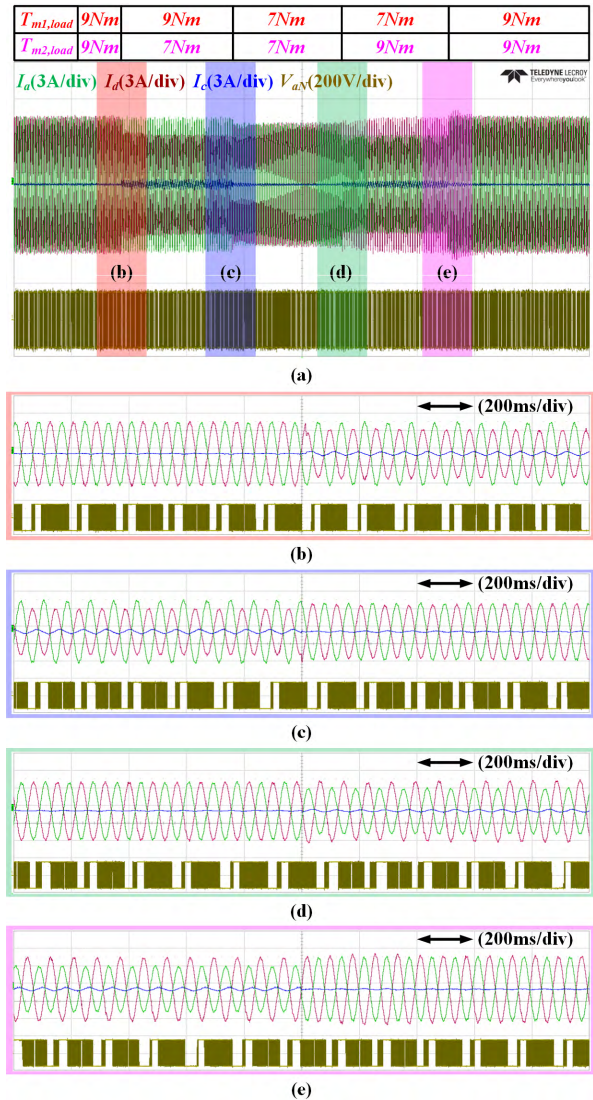 Tm1,load 9Nm 9Nm 7Nm 7Nm 9Nm
Tm2,load 9Nm 7Nm 7Nm 9Nm 9Nm
Ia(3A/div) Id(3A/div) Ic(3A/div) VaN(200V/div)
TELEDYNE LECROY
Everywhereyoulook™
(b) (c) (d) (e)
(a)
(200ms/div)
(b)
(200ms/div)
(c)
(200ms/div)
(d)
(200ms/div)
(e)